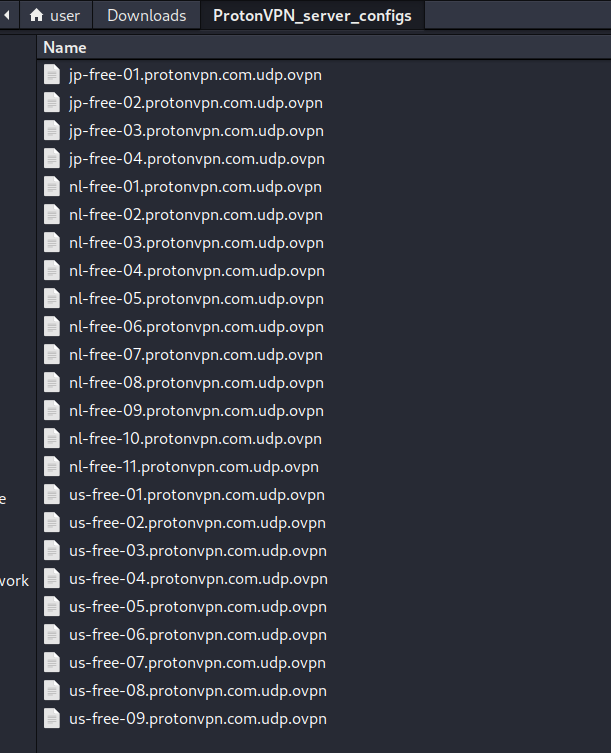 user Downloads ProtonVPN_server_configs
Name
jp-free-01.protonvpn.com.udp.ovpn
jp-free-02.protonvpn.com.udp.ovpn
jp-free-03.protonvpn.com.udp.ovpn
jp-free-04.protonvpn.com.udp.ovpn
nl-free-01.protonvpn.com.udp.ovpn
nl-free-02.protonvpn.com.udp.ovpn
nl-free-03.protonvpn.com.udp.ovpn
nl-free-04.protonvpn.com.udp.ovpn
nl-free-05.protonvpn.com.udp.ovpn
nl-free-06.protonvpn.com.udp.ovpn
nl-free-07.protonvpn.com.udp.ovpn
nl-free-08.protonvpn.com.udp.ovpn
nl-free-09.protonvpn.com.udp.ovpn
nl-free-10.protonvpn.com.udp.ovpn
nl-free-11.protonvpn.com.udp.ovpn
e
us-free-01.protonvpn.com.udp.ovpn
us-free-02.protonvpn.com.udp.ovpn
us-free-03.protonvpn.com.udp.ovpn
work
us-free-04.protonvpn.com.udp.ovpn
us-free-05.protonvpn.com.udp.ovpn
us-free-06.protonvpn.com.udp.ovpn
us-free-07.protonvpn.com.udp.ovpn
us-free-08.protonvpn.com.udp.ovpn
us-free-09.protonvpn.com.udp.ovpn